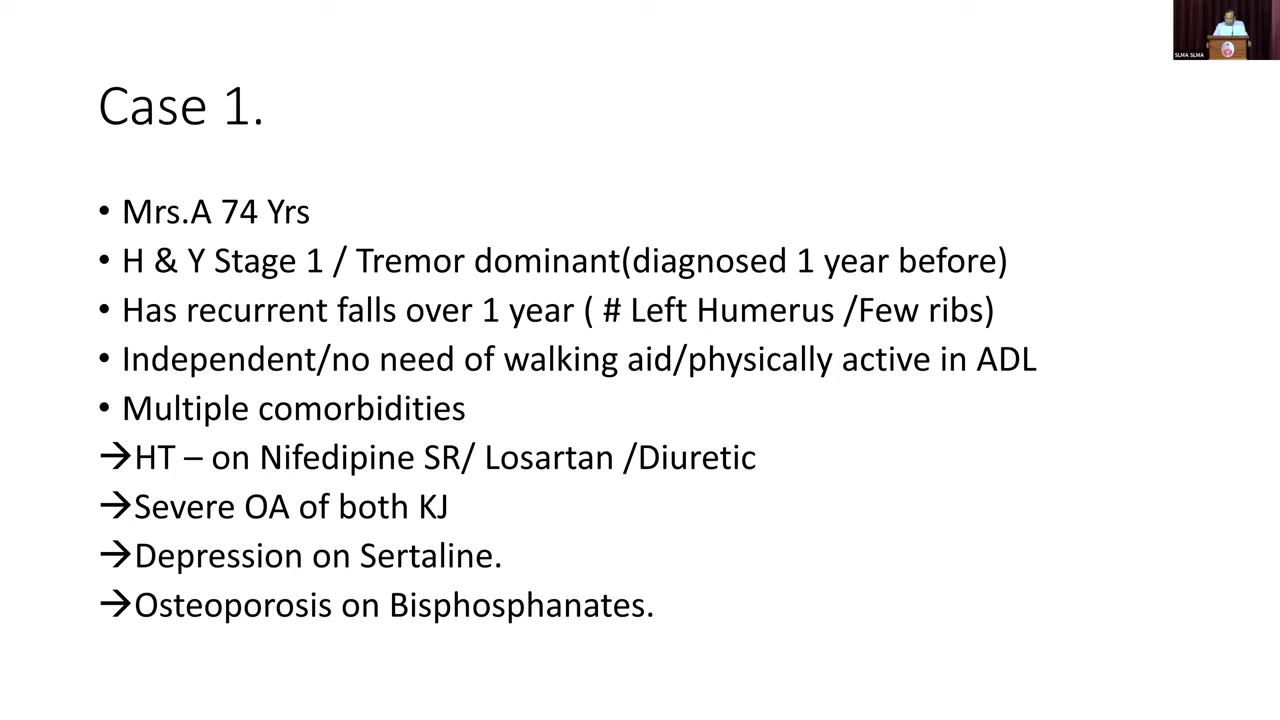 SLMA SLMA
Case 1.
• Mrs.A 74 Yrs
• H & Y Stage 1 / Tremor dominant(diagnosed 1 year before)
• Has recurrent falls over 1 year ( # Left Humerus /Few ribs)
• Independent/no need of walking aid/physically active in ADL
• Multiple comorbidities
→HT – on Nifedipine SR/ Losartan /Diuretic
→Severe OA of both KJ
→Depression on Sertaline.
→Osteoporosis on Bisphosphanates.